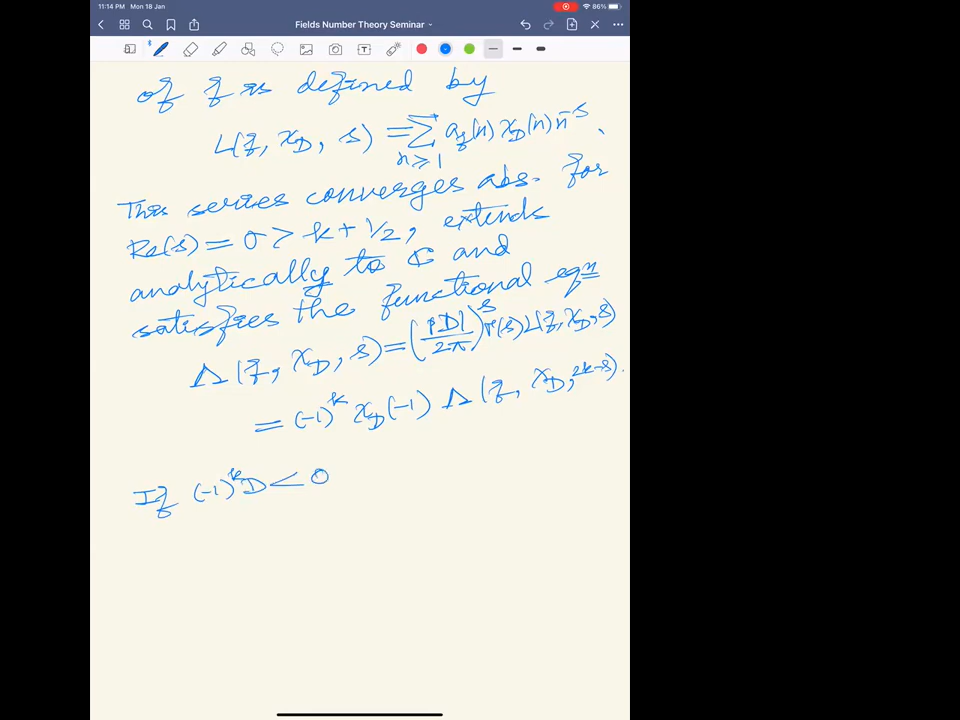 11:14 PM Mon 18 Jan
86%
Fields Number Theory Seminar
of f is defined by
L(f, χ_D, s) = Σ_{n≥1} a_f(n) χ_D(n) n^{-s}.
This series converges abs. for
Re(s) = σ > k + 1/2, extends
analytically to ℂ and
satisfies the functional eqn
Λ(f, χ_D, s) = (|D|/2π)^s Γ(s) L(f, χ_D, s)
= (-1)^k χ_D(-1) Λ(f, χ_D, 2k-s).
If (-1)^k D < 0